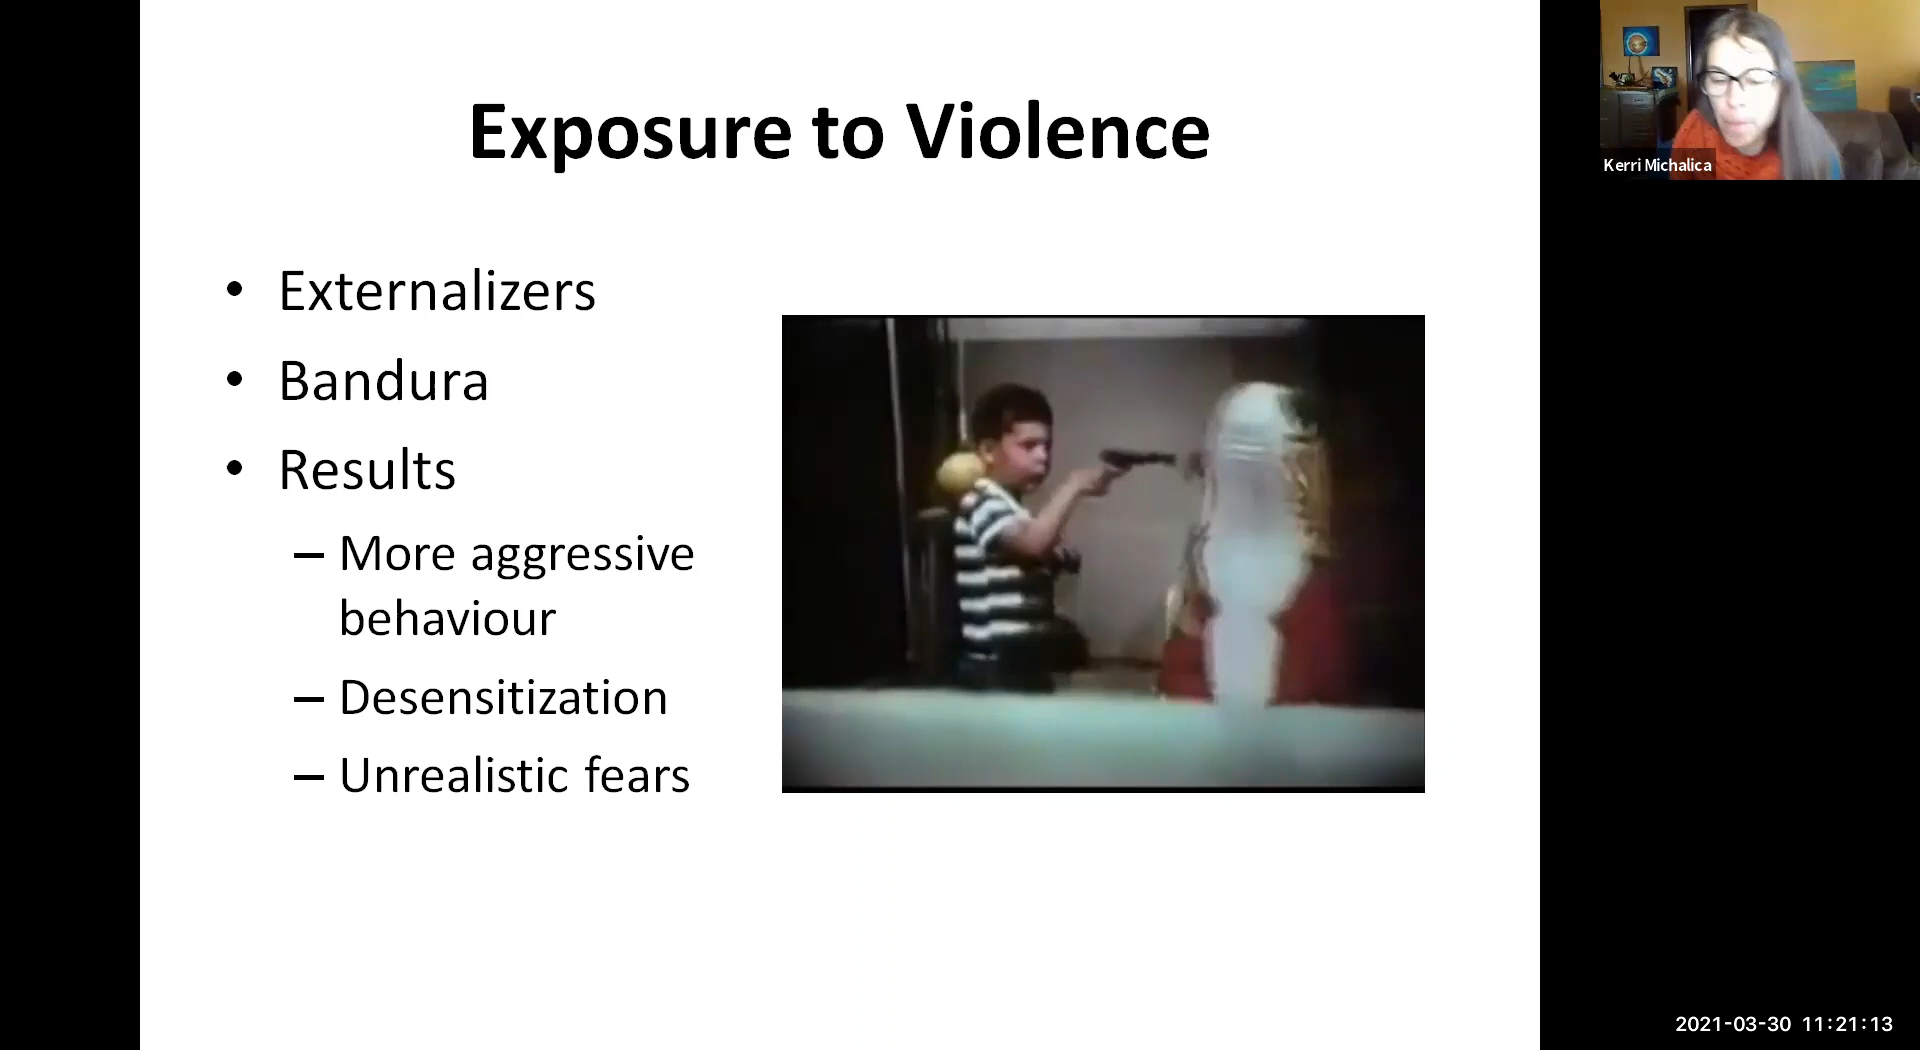 Exposure to Violence
• Externalizers
• Bandura
• Results
– More aggressive
behaviour
– Desensitization
– Unrealistic fears
Kerri Michalica
2021-03-30 11:21:13